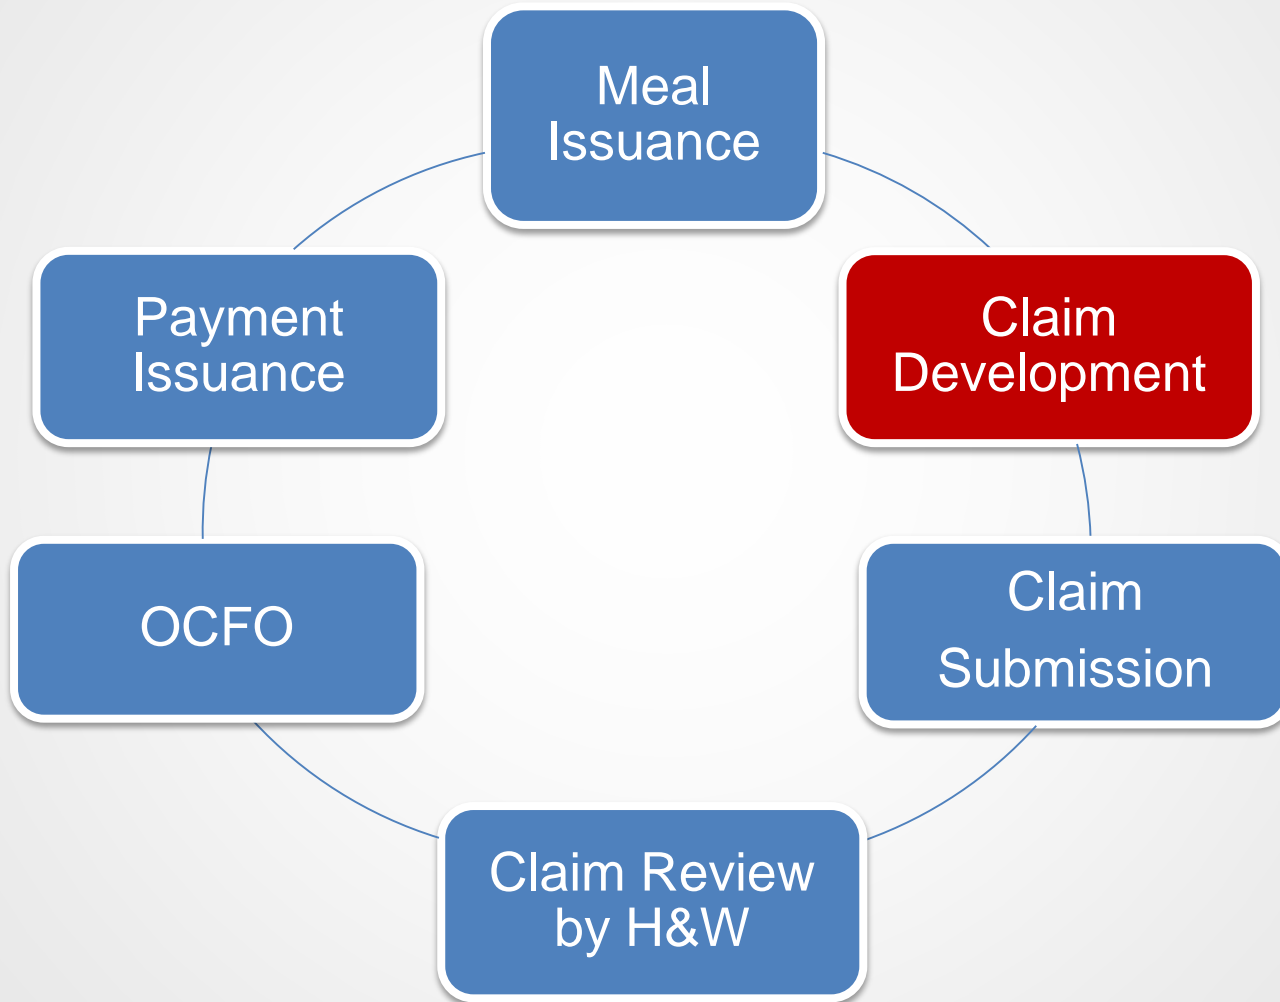 Meal
Issuance
Claim
Development
Claim
Submission
Claim Review
by H&W
OCFO
Payment
Issuance